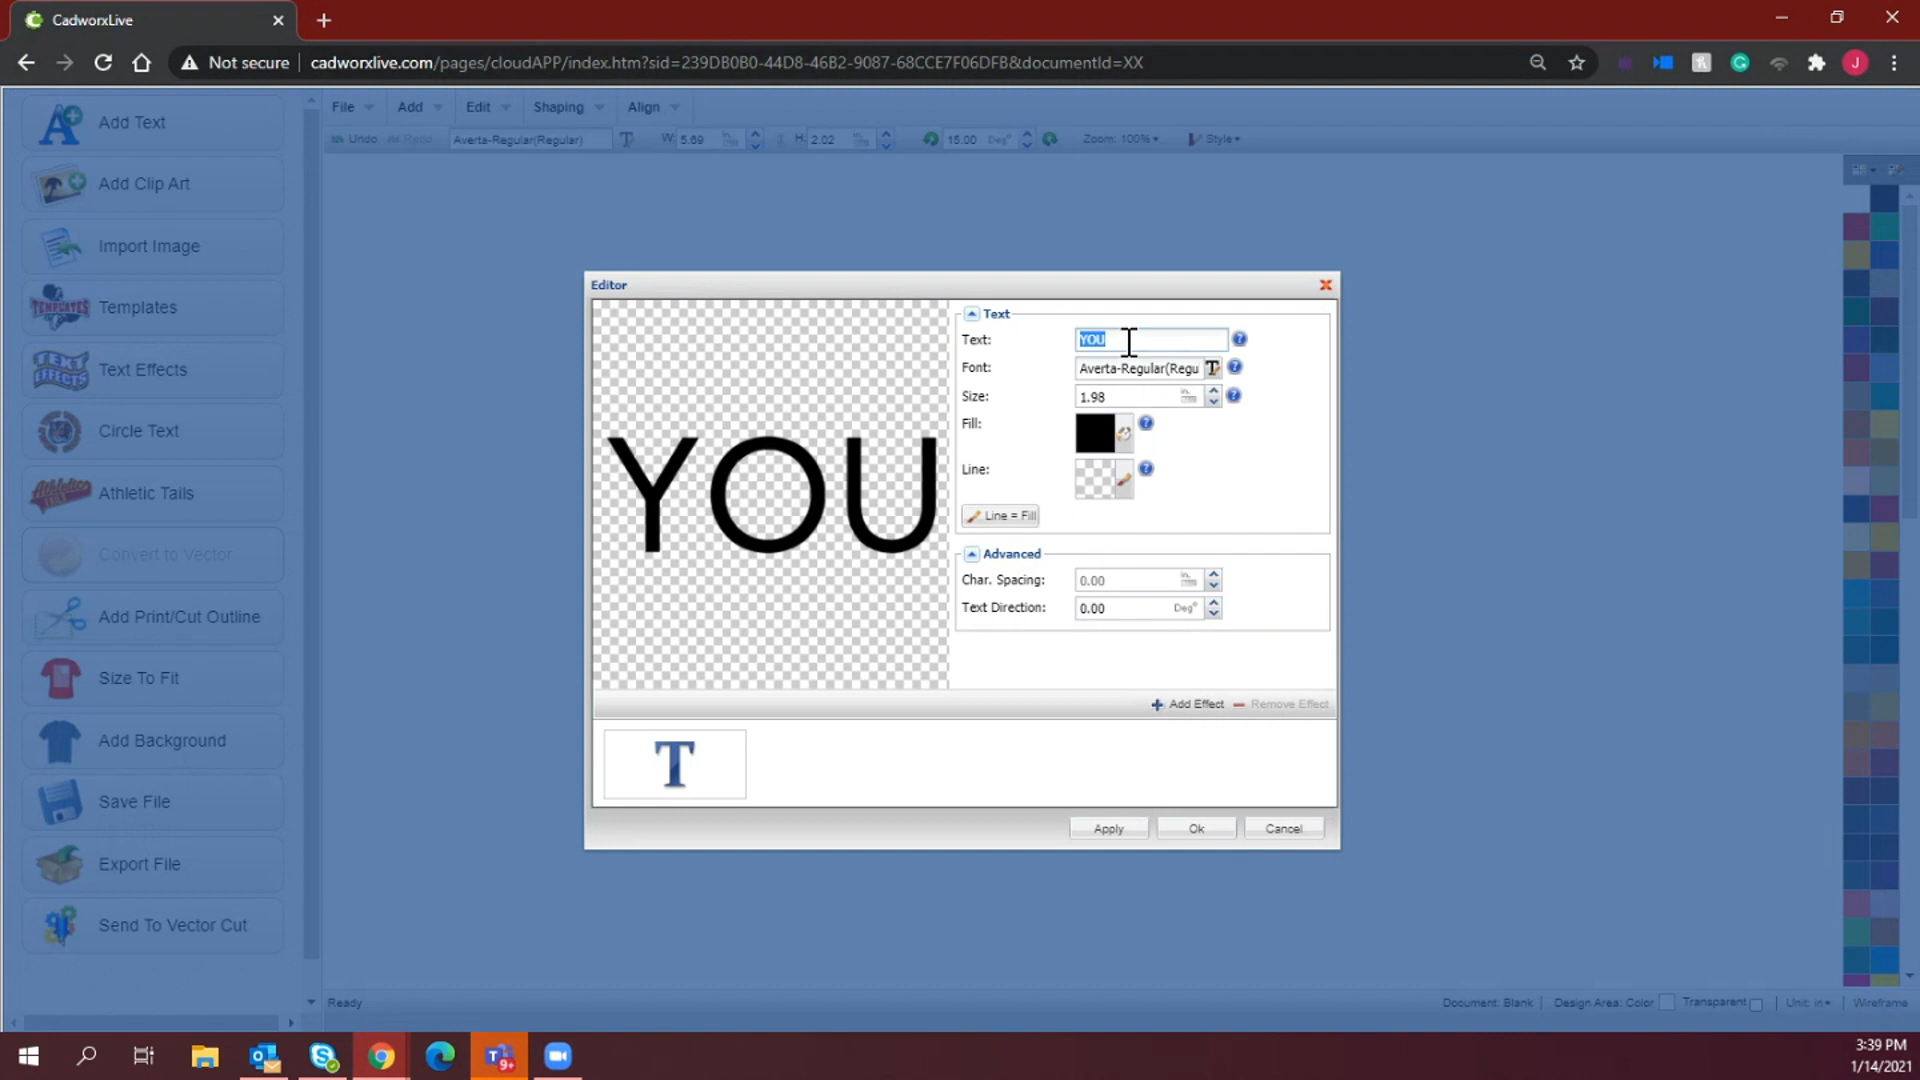 CadworxLive
Not secure
cadworxlive.com/pages/cloudAPP/index.htm?sid=239DB0B0-44D8-46B2-9087-68CCE7F06DFB&documentId=XX
J
File
Add
Edit
Shaping
Align
Undo
Redo
Averta-Regular(Regular)
W: 5.69
H: 2.02
15.00 Deg°
Zoom: 100%
Style
Add Text
Add Clip Art
Import Image
TEMPLATES
Templates
TEXT EFFECTS
Text Effects
Circle Text
Athletic
Athletic Tails
Convert to Vector
Add Print/Cut Outline
Size To Fit
Add Background
Save File
Export File
Send To Vector Cut
Editor
YOU
Text
Text: YOU
Font: Averta-Regular(Regu
Size: 1.98
Fill:
Line:
Line = Fill
Advanced
Char. Spacing: 0.00
Text Direction: 0.00 Deg°
Add Effect
Remove Effect
T
Apply
Ok
Cancel
Ready
Document: Blank
Design Area: Color
Transparent
Unit: in
Wireframe
9+
3:39 PM
1/14/2021